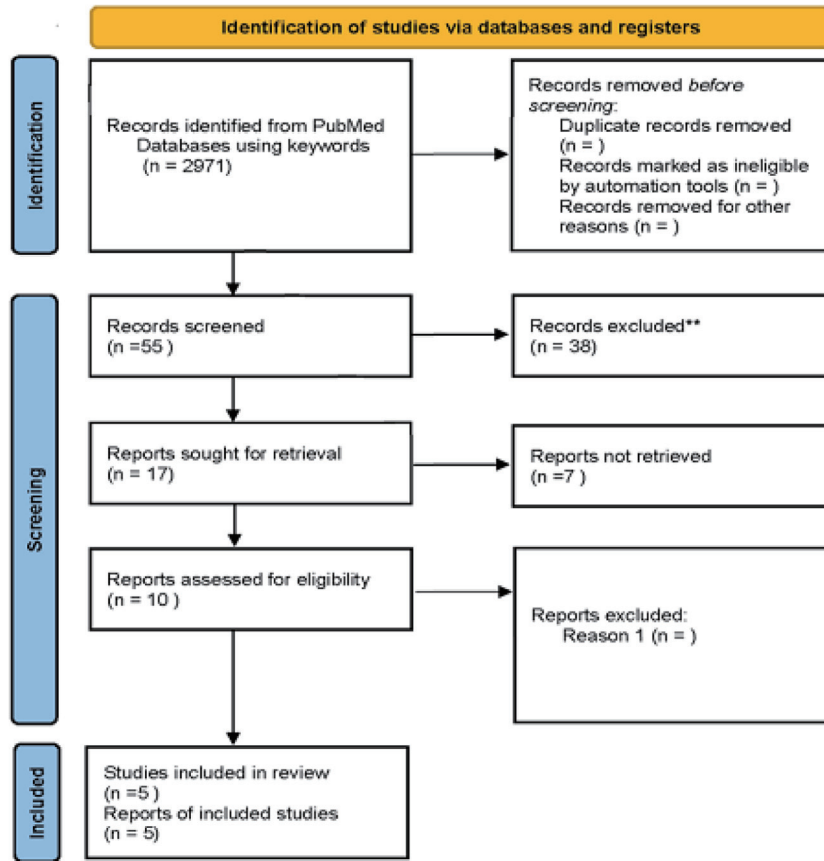 Identification of studies via databases and registers
Identification
Records identified from PubMed
Databases using keywords
(n = 2971)
Records removed before
screening:
Duplicate records removed
(n = )
Records marked as ineligible
by automation tools (n = )
Records removed for other
reasons (n = )
Screening
Records screened
(n =55 )
Records excluded**
(n = 38)
Reports sought for retrieval
(n = 17)
Reports not retrieved
(n =7 )
Reports assessed for eligibility
(n = 10 )
Reports excluded:
Reason 1 (n = )
Included
Studies included in review
(n =5 )
Reports of included studies
(n = 5)